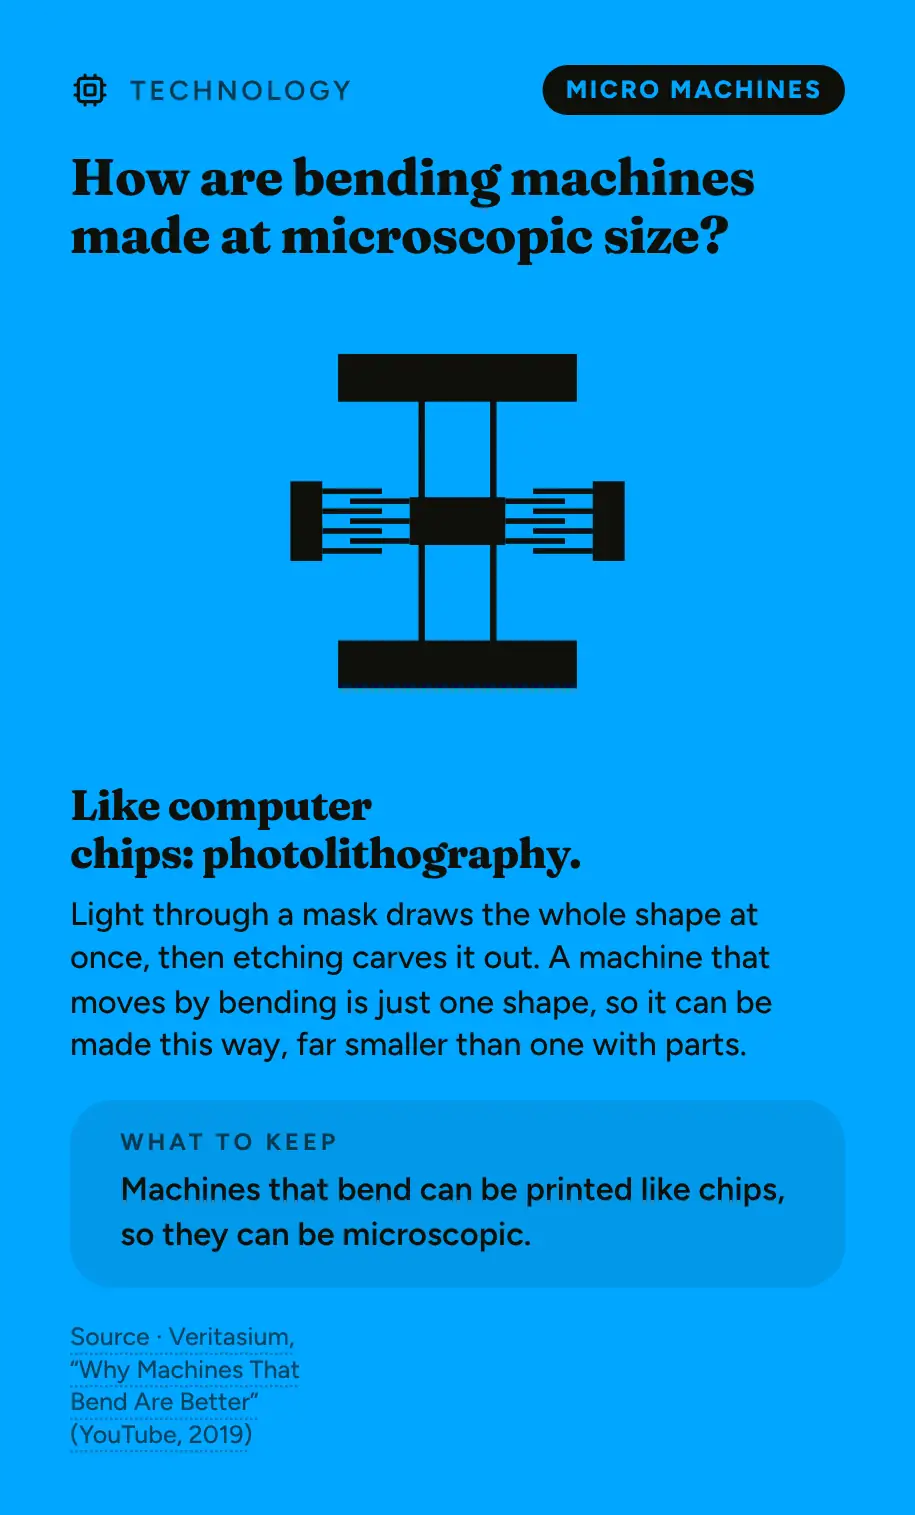 TECHNOLOGY
MICRO MACHINES
How are bending machines
made at microscopic size?
Like computer
chips: photolithography.
Light through a mask draws the whole shape at
once, then etching carves it out. A machine that
moves by bending is just one shape, so it can be
made this way, far smaller than one with parts.
WHAT TO KEEP
Machines that bend can be printed like chips,
so they can be microscopic.
Source · Veritasium,
“Why Machines That
Bend Are Better”
(YouTube, 2019)